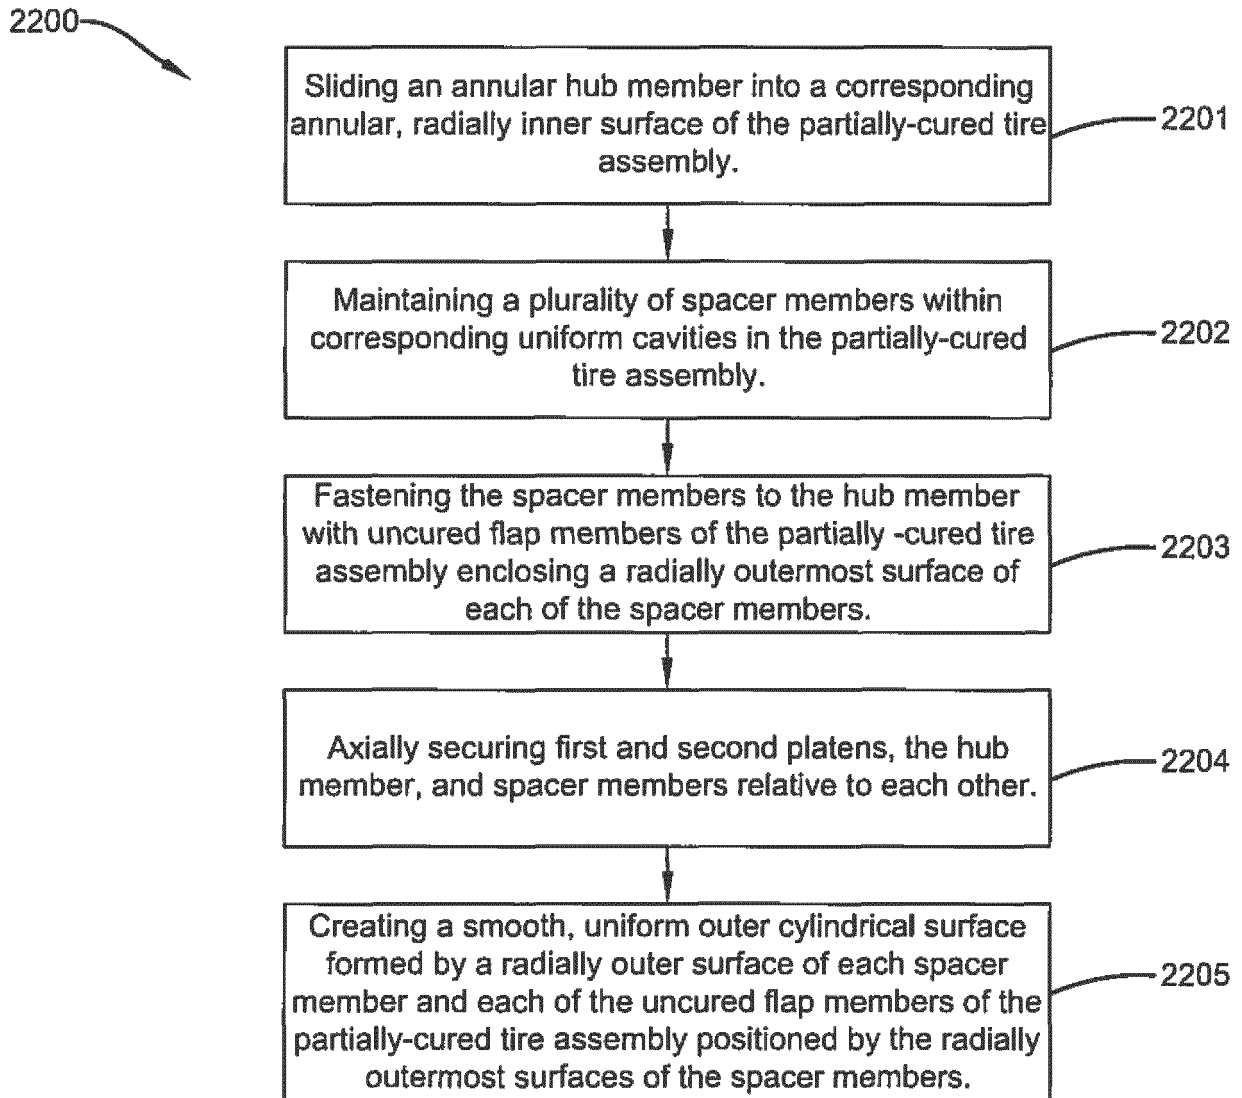 2200
Sliding an annular hub member into a corresponding
annular, radially inner surface of the partially-cured tire
assembly.
2201
Maintaining a plurality of spacer members within
corresponding uniform cavities in the partially-cured
tire assembly.
2202
Fastening the spacer members to the hub member
with uncured flap members of the partially -cured tire
assembly enclosing a radially outermost surface of
each of the spacer members.
2203
Axially securing first and second platens, the hub
member, and spacer members relative to each other.
2204
Creating a smooth, uniform outer cylindrical surface
formed by a radially outer surface of each spacer
member and each of the uncured flap members of the
partially-cured tire assembly positioned by the radially
outermost surfaces of the spacer members.
2205